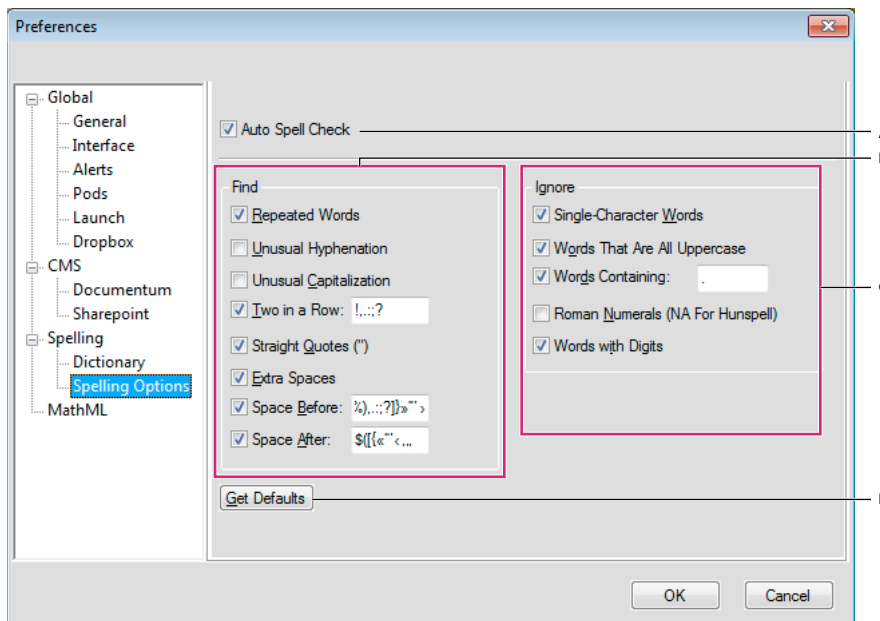 Preferences
Global
General
Interface
Alerts
Pods
Launch
Dropbox
CMS
Documentum
Sharepoint
Spelling
Dictionary
Spelling Options
MathML
Auto Spell Check
Find
Repeated Words
Unusual Hyphenation
Unusual Capitalization
Two in a Row: !,.:;?
Straight Quotes (")
Extra Spaces
Space Before:
Space After:
Ignore
Single-Character Words
Words That Are All Uppercase
Words Containing: .
Roman Numerals (NA For Hunspell)
Words with Digits
Get Defaults
OK
Cancel